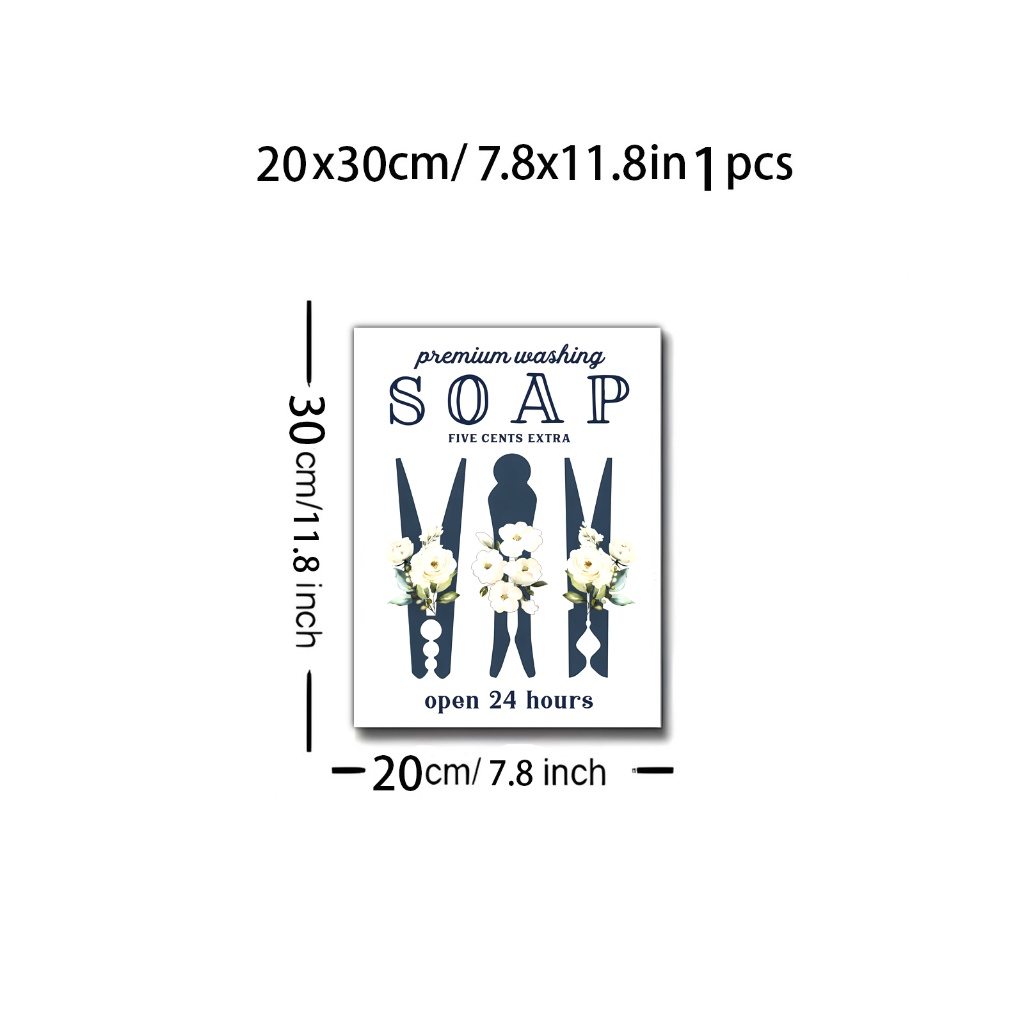 20x30cm/ 7.8x11.8in 1 pcs
premium washing
SOAP
FIVE CENTS EXTRA
open 24 hours
30cm/11.8 inch
20cm/ 7.8 inch